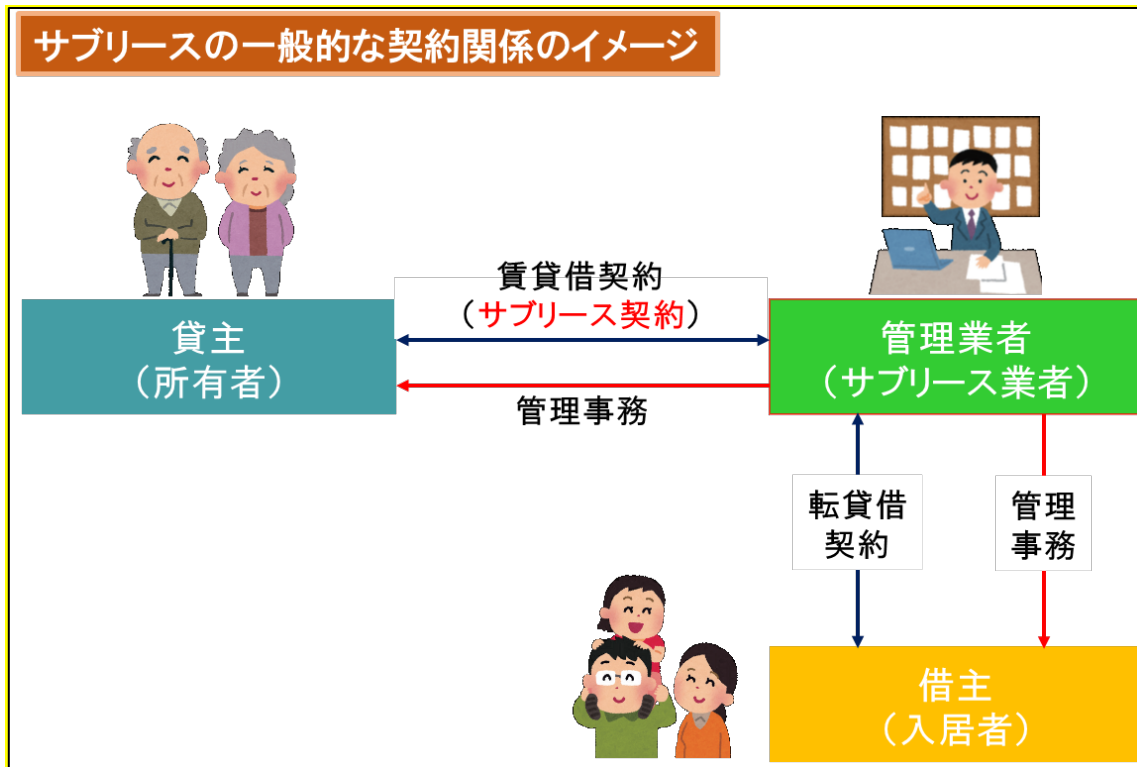 サブリースの一般的な契約関係のイメージ
賃貸借契約
（サブリース契約）
貸主
（所有者）
管理業者
（サブリース業者）
管理事務
転貸借
契約
管理
事務
借主
（入居者）